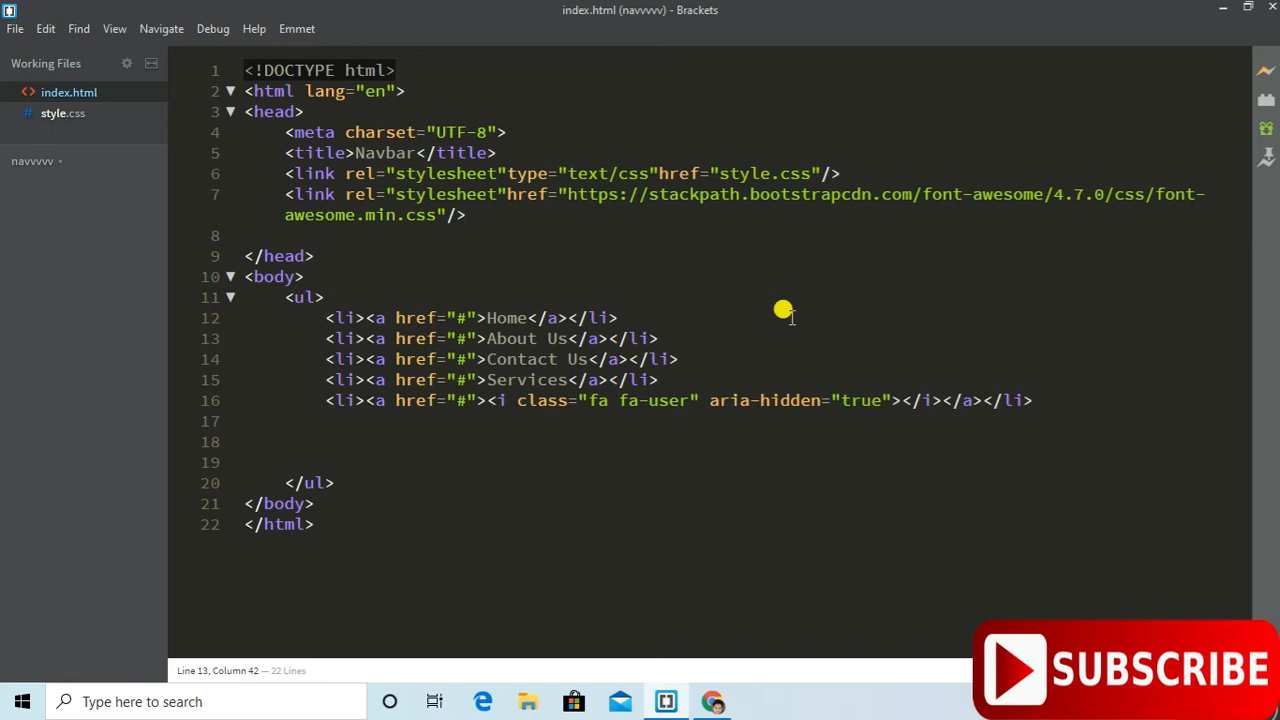 index.html (navvvvv) - Brackets
File Edit Find View Navigate Debug Help Emmet
Working Files
<> index.html
# style.css
navvvvv
1 <!DOCTYPE html>
2 <html lang="en">
3 <head>
4 <meta charset="UTF-8">
5 <title>Navbar</title>
6 <link rel="stylesheet"type="text/css"href="style.css"/>
7 <link rel="stylesheet"href="https://stackpath.bootstrapcdn.com/font-awesome/4.7.0/css/font-
awesome.min.css"/>
8
9 </head>
10 <body>
11 <ul>
12 <li><a href="#">Home</a></li>
13 <li><a href="#">About Us</a></li>
14 <li><a href="#">Contact Us</a></li>
15 <li><a href="#">Services</a></li>
16 <li><a href="#"><i class="fa fa-user" aria-hidden="true"></i></a></li>
17
18
19
20 </ul>
21 </body>
22 </html>
Line 13, Column 42 — 22 Lines
SUBSCRIBE
Type here to search